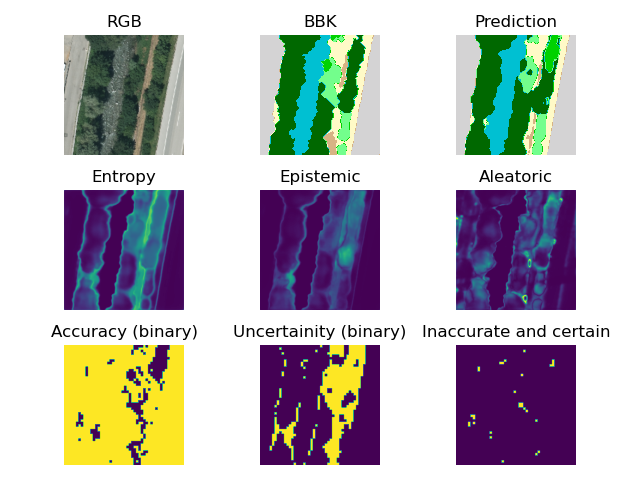 RGB
BBK
Prediction
Entropy
Epistemic
Aleatoric
Accuracy (binary)
Uncertainity (binary)
Inaccurate and certain